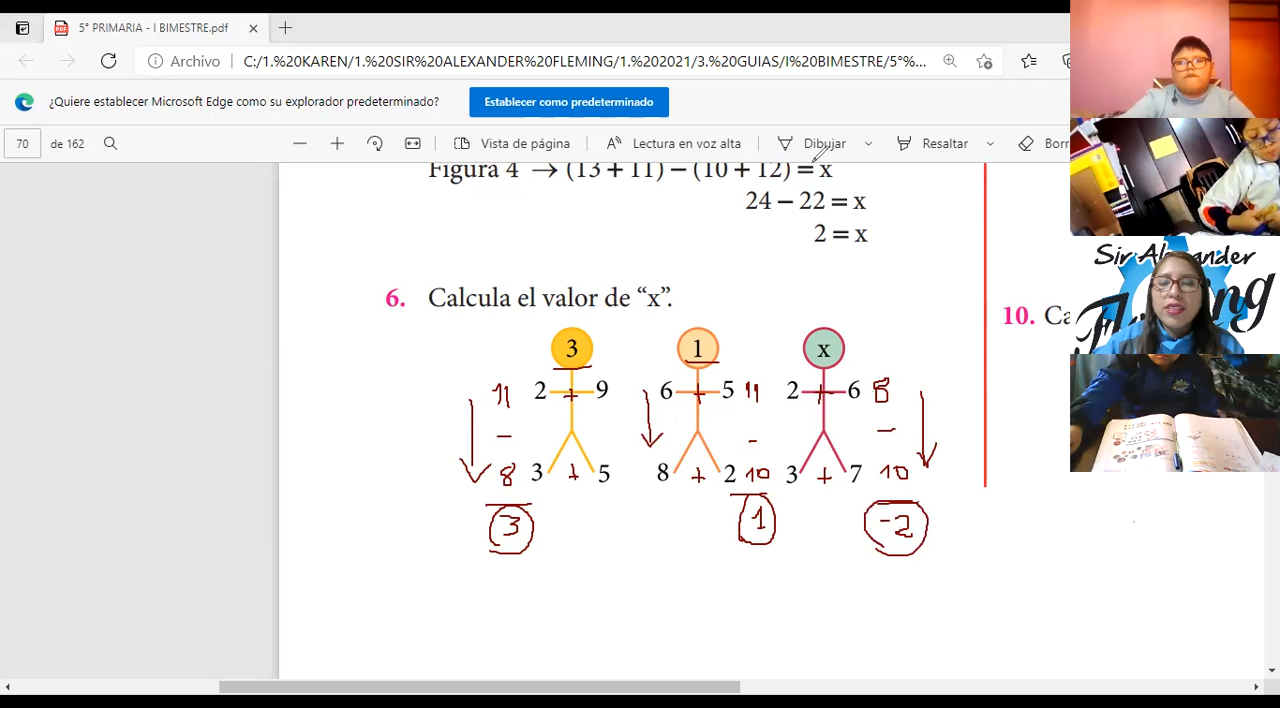 5° PRIMARIA - I BIMESTRE.pdf
Archivo C:/1.%20KAREN/1.%20SIR%20ALEXANDER%20FLEMING/1.%202021/3.%20GUIAS/I%20BIMESTRE/5°%...
¿Quiere establecer Microsoft Edge como su explorador predeterminado? Establecer como predeterminado
70 de 162 Vista de página Lectura en voz alta Dibujar Resaltar Borr
Figura 4 → (13 + 11) − (10 + 12) = x
24 − 22 = x
2 = x
6. Calcula el valor de “x”.
3 1 x
11 2 + 9 6 + 5 11 2 + 6 8
− - −
8 3 + 5 8 + 2 10 3 + 7 10
3 1 -2
10. Ca
Sir Alexander
Fleming